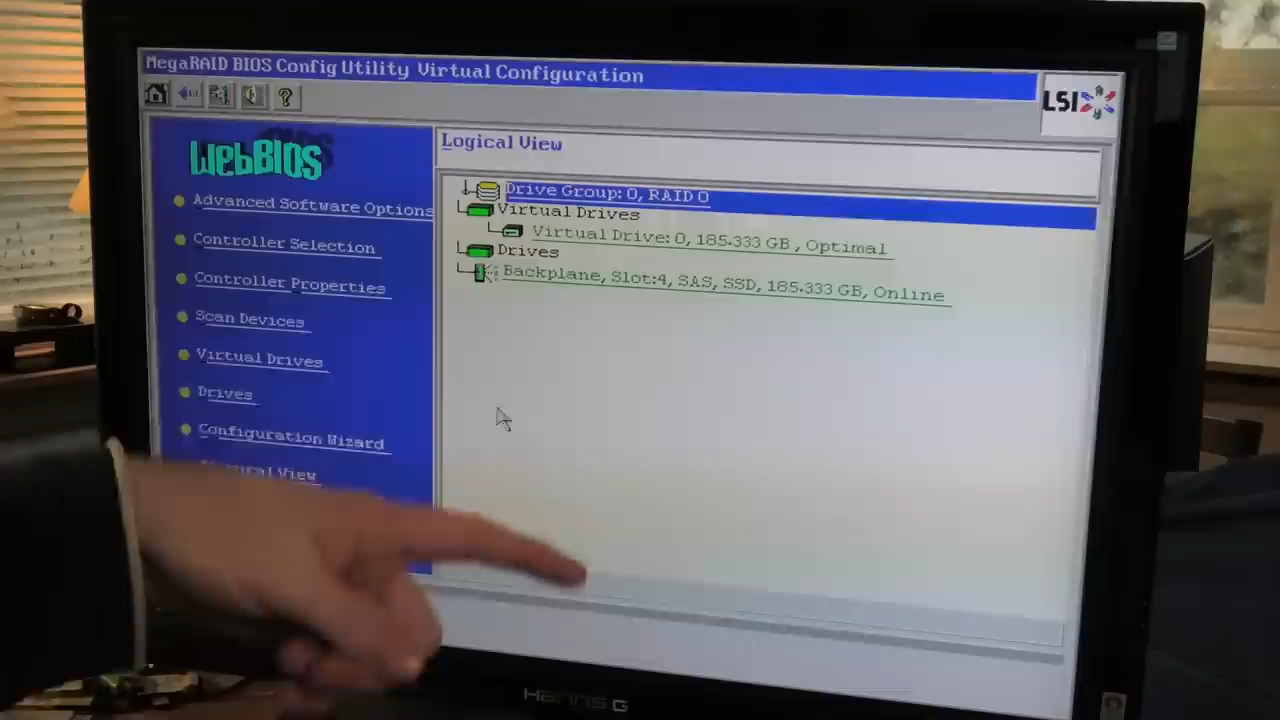 MegaRAID BIOS Config Utility Virtual Configuration
LSI
WebBIOS
Advanced Software Options
Controller Selection
Controller Properties
Scan Devices
Virtual Drives
Drives
Configuration Wizard
View
Logical View
Drive Group: 0, RAID 0
Virtual Drives
Virtual Drive: 0, 185.333 GB , Optimal
Drives
Backplane, Slot:4, SAS, SSD, 185.333 GB, Online
HANNS G